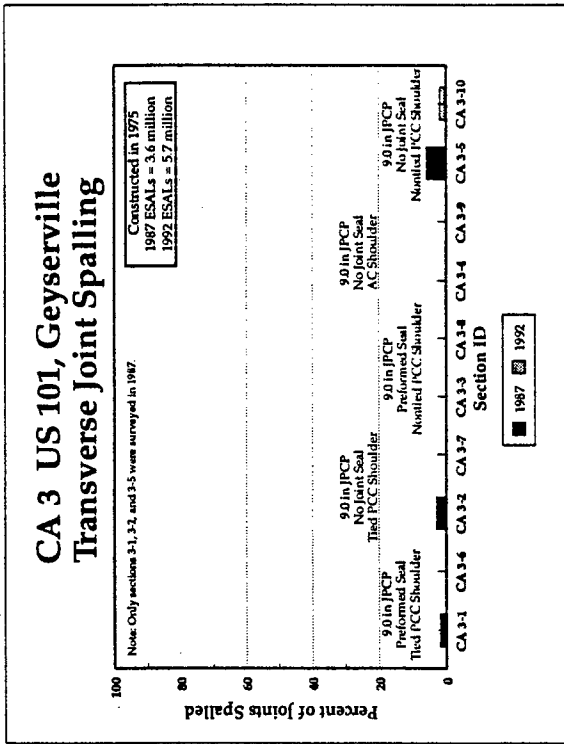 CA 3 US 101, Geyserville
Transverse Joint Spalling
Note: Only sections 3-1, 3-2, and 3-5 were surveyed in 1987.
Constructed in 1975
1987 ESALs = 3.6 million
1992 ESALs = 5.7 million
Percent of Joints Spalled
100
80
60
40
20
0
9.0 in JPCP
Preformed Seal
Tied PCC Shoulder
9.0 in JPCP
No Joint Seal
Tied PCC Shoulder
9.0 in JPCP
Preformed Seal
Nontied PCC Shoulder
9.0 in JPCP
No Joint Seal
AC Shoulder
9.0 in JPCP
No Joint Seal
Nontied PCC Shoulder
CA 3-1 CA 3-6 CA 3-2 CA 3-7 CA 3-3 CA 3-8 CA 3-4 CA 3-9 CA 3-5 CA 3-10
Section ID
1987 1992